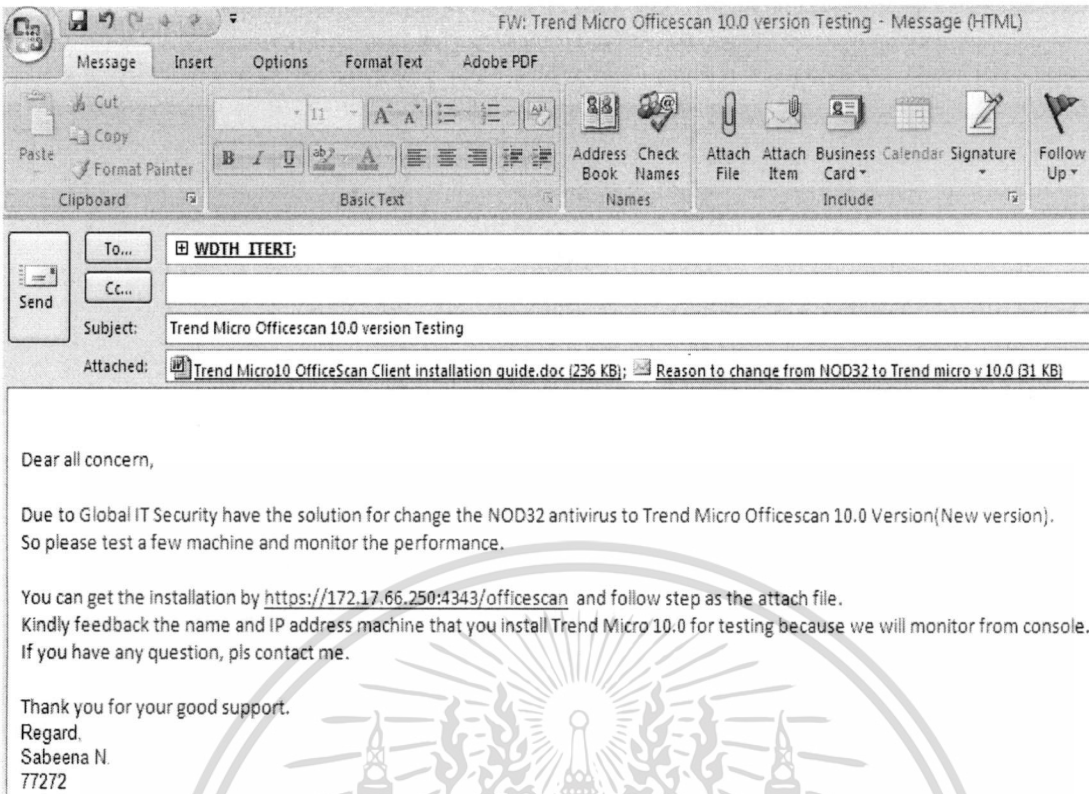 FW: Trend Micro Officescan 10.0 version Testing - Message (HTML)
Message Insert Options Format Text Adobe PDF
Cut
Copy
Paste
Format Painter
Clipboard
11
Basic Text
Address Book
Check Names
Names
Attach File
Attach Item
Business Card
Calendar
Signature
Include
Follow Up
Send
To... WDTH_ITERT;
Cc...
Subject: Trend Micro Officescan 10.0 version Testing
Attached: Trend Micro10 OfficeScan Client installation guide.doc (236 KB); Reason to change from NOD32 to Trend micro v 10.0 (31 KB)
Dear all concern,
Due to Global IT Security have the solution for change the NOD32 antivirus to Trend Micro Officescan 10.0 Version(New version).
So please test a few machine and monitor the performance.
You can get the installation by https://172.17.66.250:4343/officescan and follow step as the attach file.
Kindly feedback the name and IP address machine that you install Trend Micro 10.0 for testing because we will monitor from console.
If you have any question, pls contact me.
Thank you for your good support.
Regard,
Sabeena N.
77272